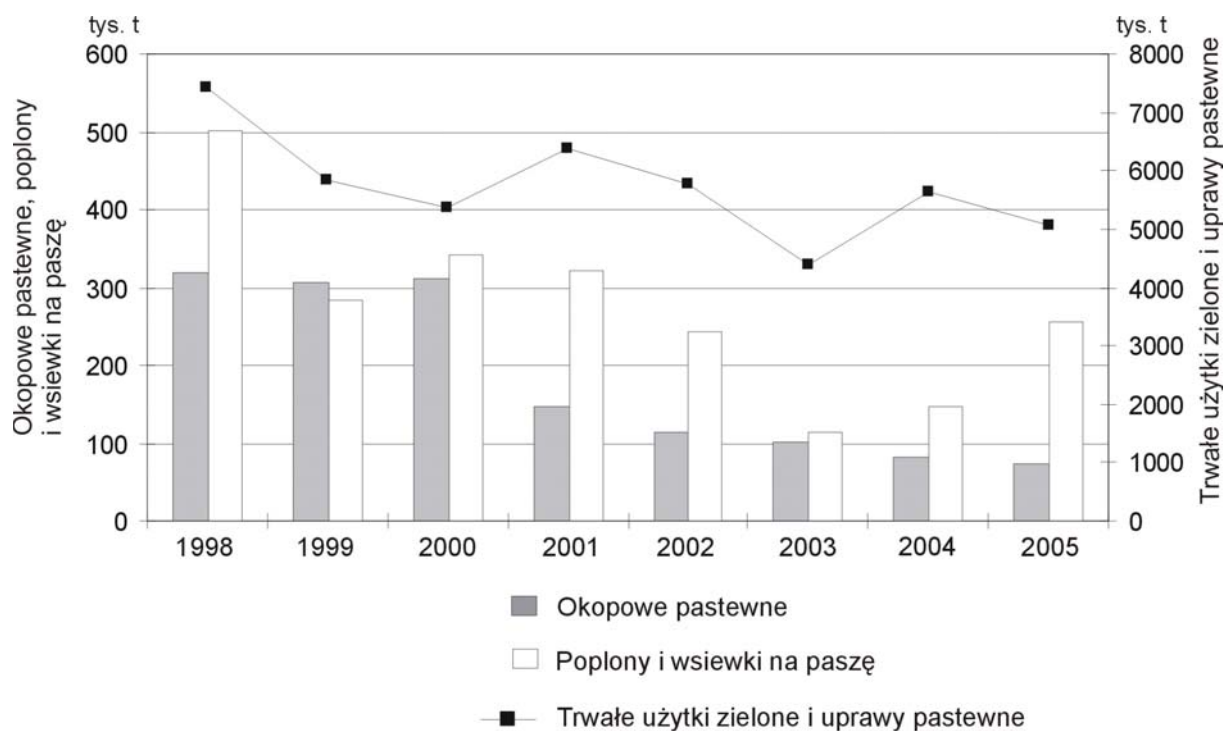 tys. t
tys. t
600
500
400
300
200
100
0
8000
7000
6000
5000
4000
3000
2000
1000
0
Okopowe pastewne, poplony
i wsiewki na paszę
Trwałe użytki zielone i uprawy pastewne
1998 1999 2000 2001 2002 2003 2004 2005
Okopowe pastewne
Poplony i wsiewki na paszę
Trwałe użytki zielone i uprawy pastewne